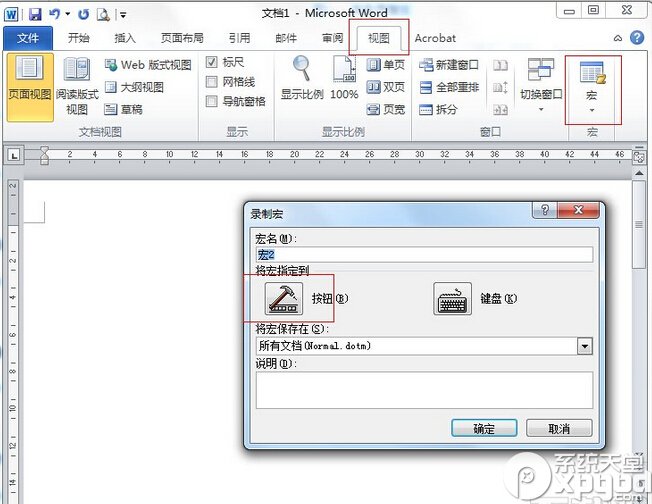 文档1 - Microsoft Word
文件 开始 插入 页面布局 引用 邮件 审阅 视图 Acrobat
页面视图 阅读版式视图 Web 版式视图 大纲视图 草稿
文档视图
标尺 网格线 导航窗格
显示
显示比例 100% 单页 双页 页宽
显示比例
新建窗口 全部重排 拆分 切换窗口
窗口
宏
宏
L 2 4 6 8 10 12 14 16 18 20 22 24 26 28 30 32 34 36 38 40 42 44 46
录制宏
宏名(M):
宏2
将宏指定到
按钮(B) 键盘(K)
将宏保存在(S):
所有文档(Normal.dotm)
说明(D):
确定 取消
系统天堂